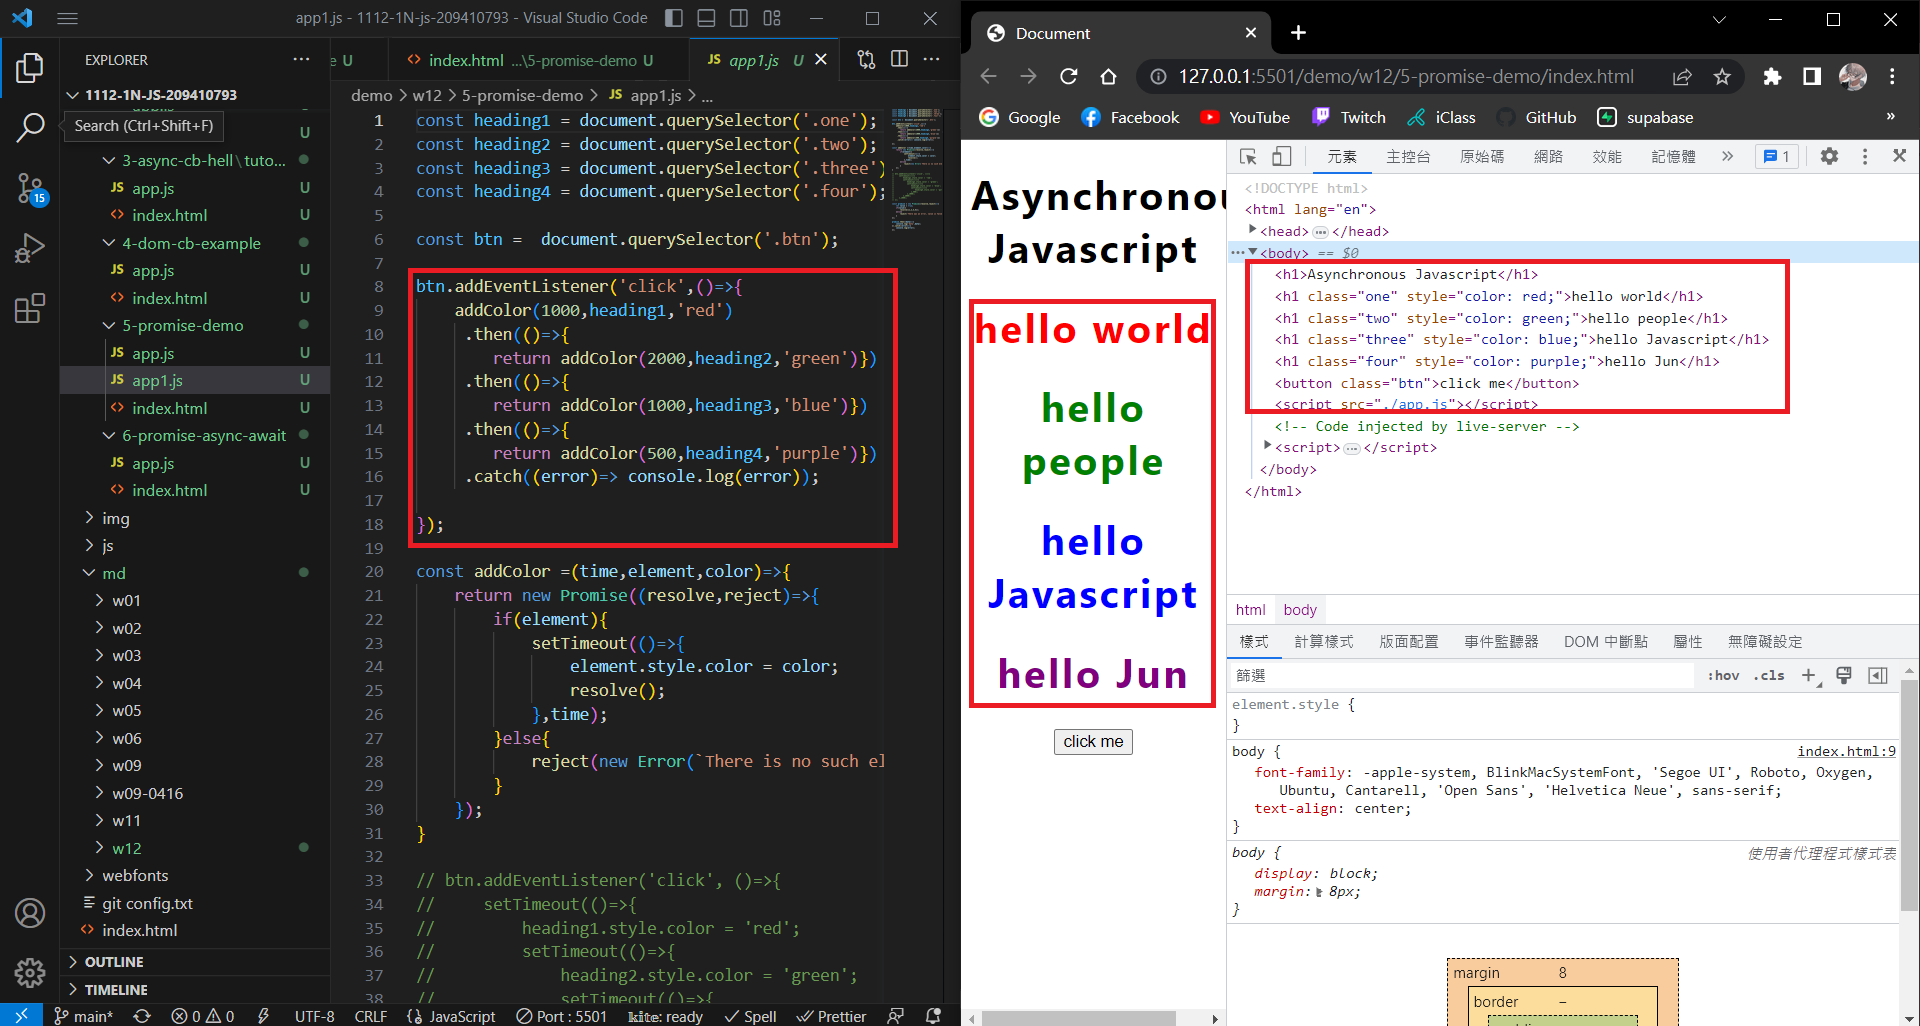 app1.js - 1112-1N-js-209410793 - Visual Studio Code
EXPLORER
1112-1N-JS-209410793
Search (Ctrl+Shift+F)
U
3-async-cb-hell \ tuto...
app.js U
index.html U
4-dom-cb-example
app.js U
index.html U
5-promise-demo
app.js U
app1.js U
index.html U
6-promise-async-await
app.js U
index.html U
img
js
md
w01
w02
w03
w04
w05
w06
w09
w09-0416
w11
w12
webfonts
git config.txt
index.html
OUTLINE
TIMELINE
15
e U
index.html ...\5-promise-demo U
JS app1.js U
demo > w12 > 5-promise-demo > JS app1.js > ...
1 const heading1 = document.querySelector('.one');
2 const heading2 = document.querySelector('.two');
3 const heading3 = document.querySelector('.three')
4 const heading4 = document.querySelector('.four');
5
6 const btn =  document.querySelector('.btn');
7
8 btn.addEventListener('click',()=>{
9 addColor(1000,heading1,'red')
10 .then(()=>{
11 return addColor(2000,heading2,'green')})
12 .then(()=>{
13 return addColor(1000,heading3,'blue')})
14 .then(()=>{
15 return addColor(500,heading4,'purple')})
16 .catch((error)=> console.log(error));
17
18 });
19
20 const addColor =(time,element,color)=>{
21 return new Promise((resolve,reject)=>{
22 if(element){
23 setTimeout(()=>{
24 element.style.color = color;
25 resolve();
26 },time);
27 }else{
28 reject(new Error(`There is no such el
29 }
30 });
31 }
32
33 // btn.addEventListener('click', ()=>{
34 //     setTimeout(()=>{
35 //         heading1.style.color = 'red';
36 //         setTimeout(()=>{
37 //             heading2.style.color = 'green';
38 //             setTimeout(()=>{
main* 0 0 UTF-8 CRLF {} JavaScript Port : 5501 kite: ready Spell Prettier
Document
127.0.0.1:5501/demo/w12/5-promise-demo/index.html
Google Facebook YouTube Twitch iClass GitHub supabase »
Asynchronou
Javascript
hello world
hello
people
hello
Javascript
hello Jun
click me
元素 主控台 原始碼 網路 效能 記憶體 » 1
<!DOCTYPE html>
<html lang="en">
<head> ••• </head>
••• <body> == $0
<h1>Asynchronous Javascript</h1>
<h1 class="one" style="color: red;">hello world</h1>
<h1 class="two" style="color: green;">hello people</h1>
<h1 class="three" style="color: blue;">hello Javascript</h1>
<h1 class="four" style="color: purple;">hello Jun</h1>
<button class="btn">click me</button>
<script src="./app.js"></script>
<!-- Code injected by live-server -->
<script> ••• </script>
</body>
</html>
html body
樣式 計算樣式 版面配置 事件監聽器 DOM 中斷點 屬性 無障礙設定
篩選 :hov .cls +
element.style {
}
body { index.html:9
font-family: -apple-system, BlinkMacSystemFont, 'Segoe UI', Roboto, Oxygen,
Ubuntu, Cantarell, 'Open Sans', 'Helvetica Neue', sans-serif;
text-align: center;
}
body { 使用者代理程式樣式表
display: block;
margin: 8px;
}
margin 8
border –